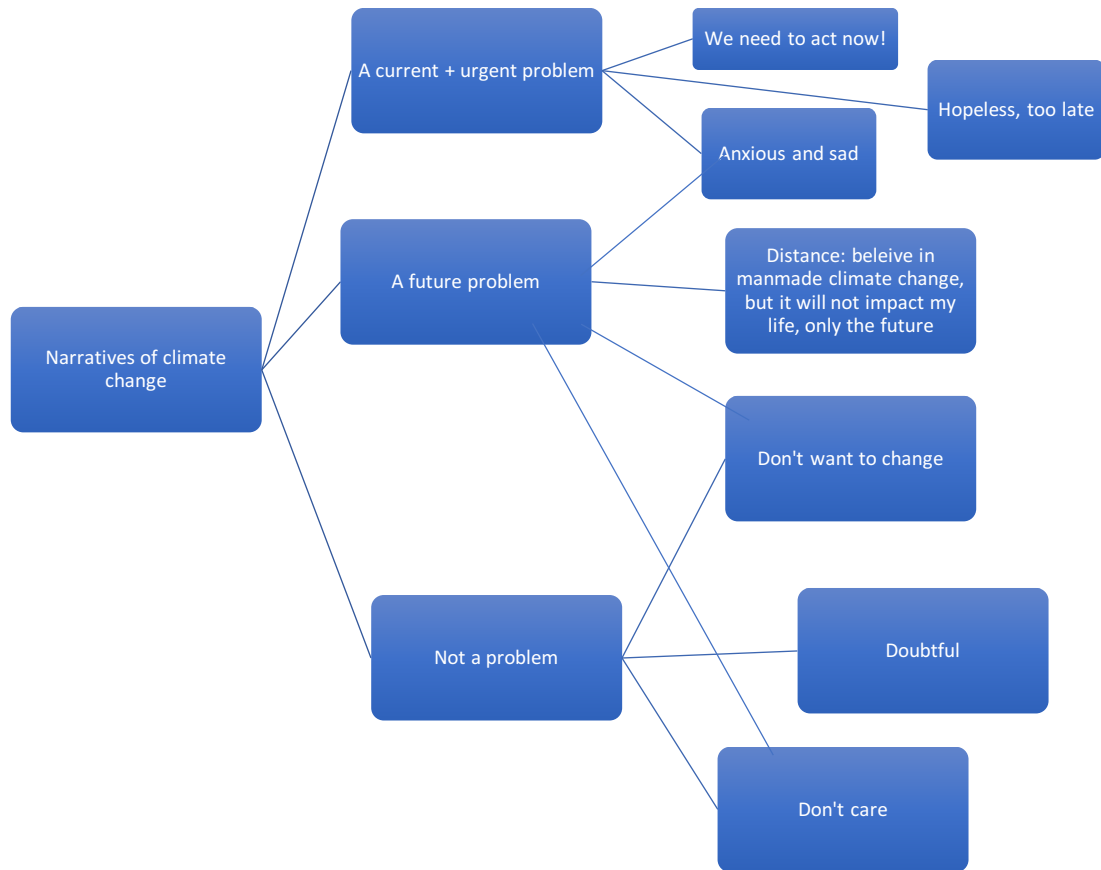 We need to act now!
A current + urgent problem
Hopeless, too late
Anxious and sad
Distance: beleive in
manmade climate change,
but it will not impact my
life, only the future
A future problem
Narratives of climate
change
Don't want to change
Not a problem
Doubtful
Don't care